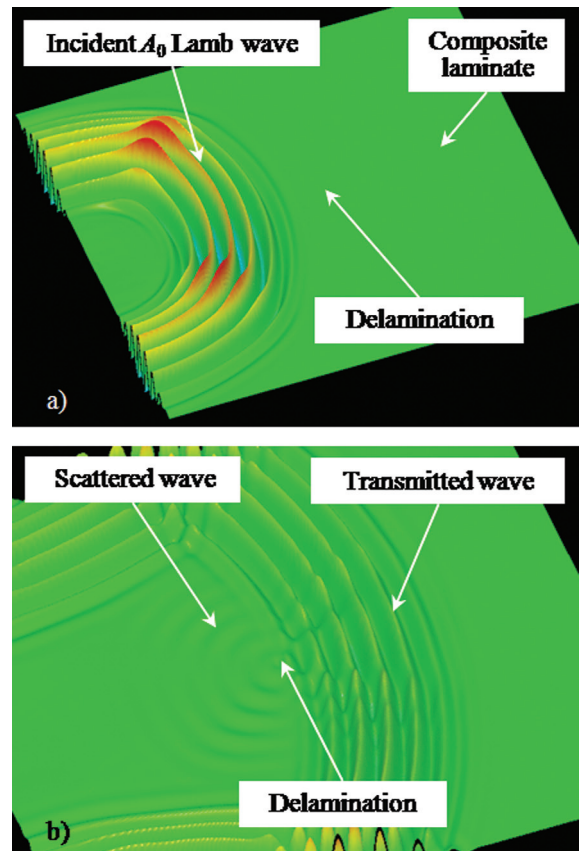 Incident A₀ Lamb wave
Composite
laminate
Delamination
a)
Scattered wave
Transmitted wave
Delamination
b)